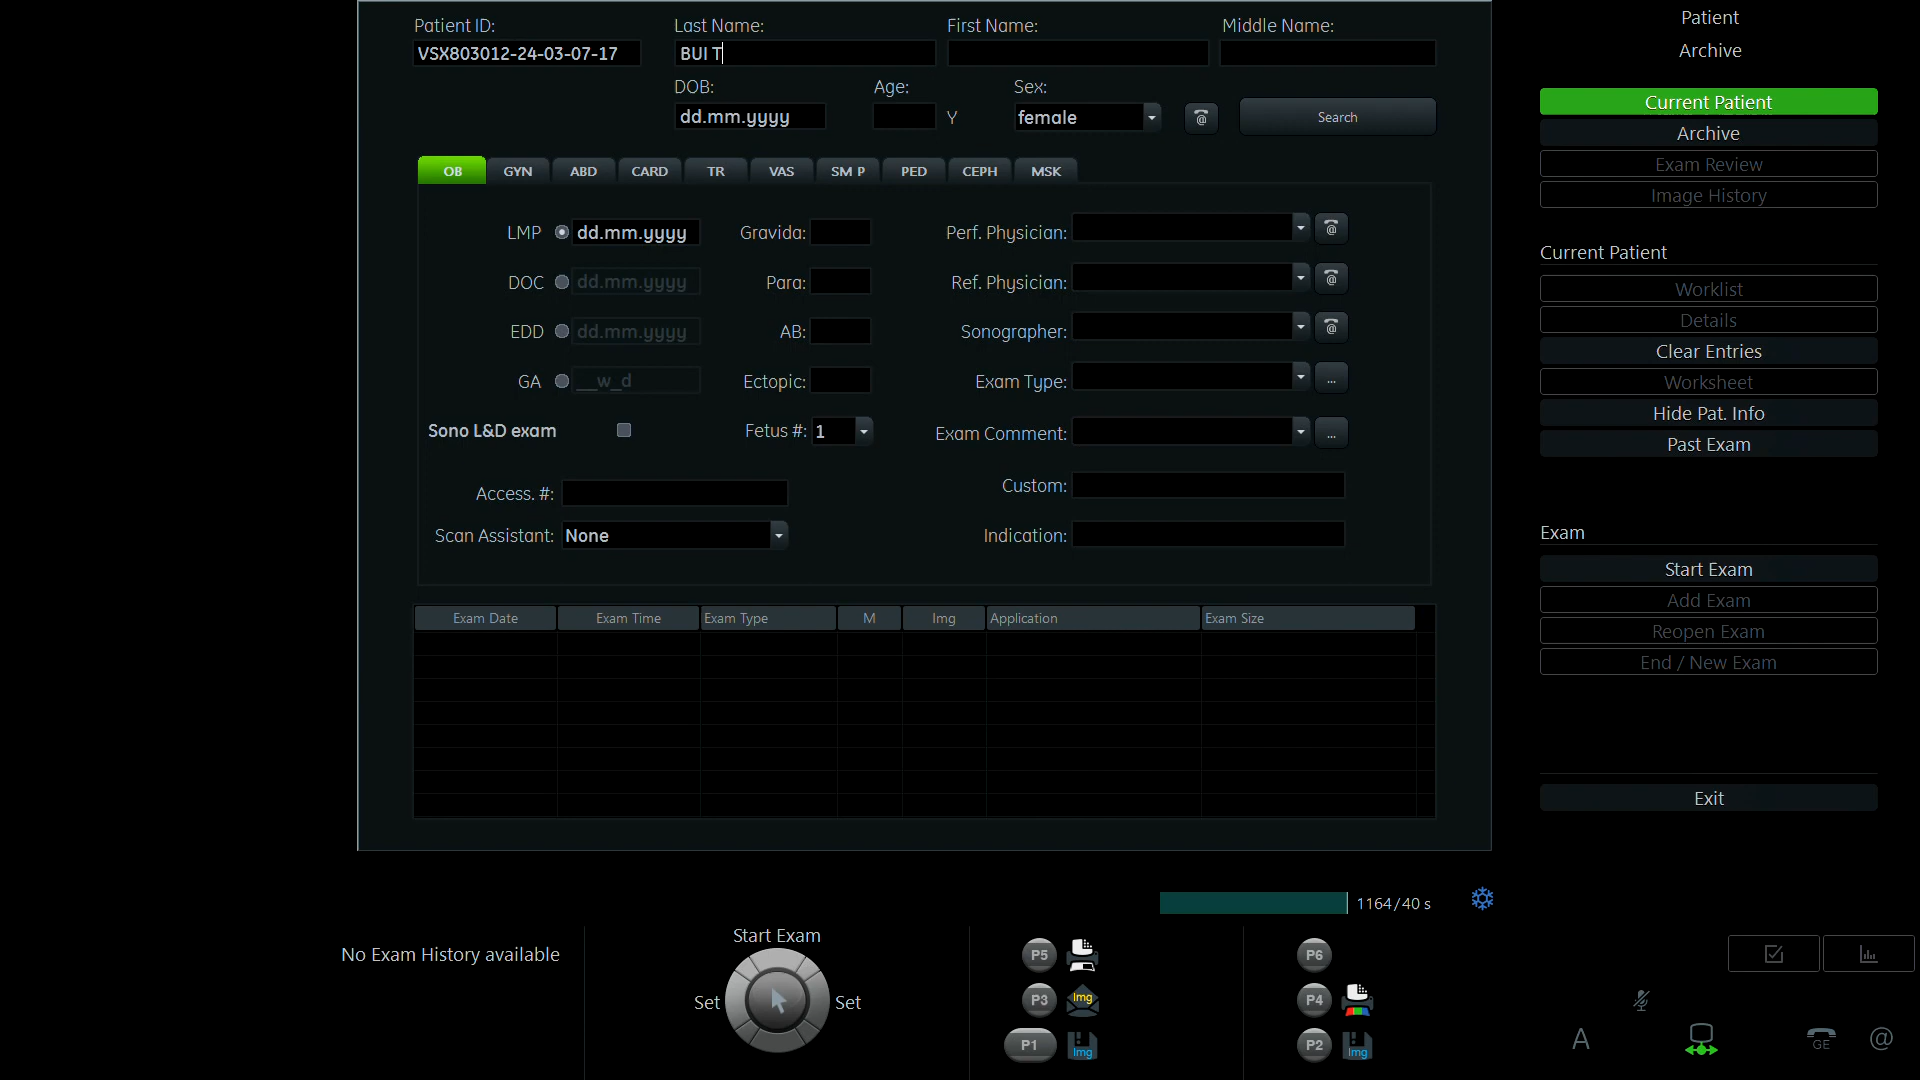 Patient ID: Last Name: First Name: Middle Name:
VSX803012-24-03-07-17 BUI T
DOB: Age: Sex:
dd.mm.yyyy Y female Search
OB GYN ABD CARD TR VAS SM P PED CEPH MSK
LMP dd.mm.yyyy Gravida: Perf. Physician:
DOC dd.mm.yyyy Para: Ref. Physician:
EDD dd.mm.yyyy AB: Sonographer:
GA __w_d Ectopic: Exam Type: ...
Sono L&D exam Fetus #: 1 Exam Comment: ...
Access. #: Custom:
Scan Assistant: None Indication:
Exam Date Exam Time Exam Type M Img Application Exam Size
Patient
Archive
Current Patient
Archive
Exam Review
Image History
Current Patient
Worklist
Details
Clear Entries
Worksheet
Hide Pat. Info
Past Exam
Exam
Start Exam
Add Exam
Reopen Exam
End / New Exam
Exit
1164/40 s
No Exam History available
Start Exam
Set Set
P5
P3 Img
P1 Img
P6
P4
P2 Img
A GE @